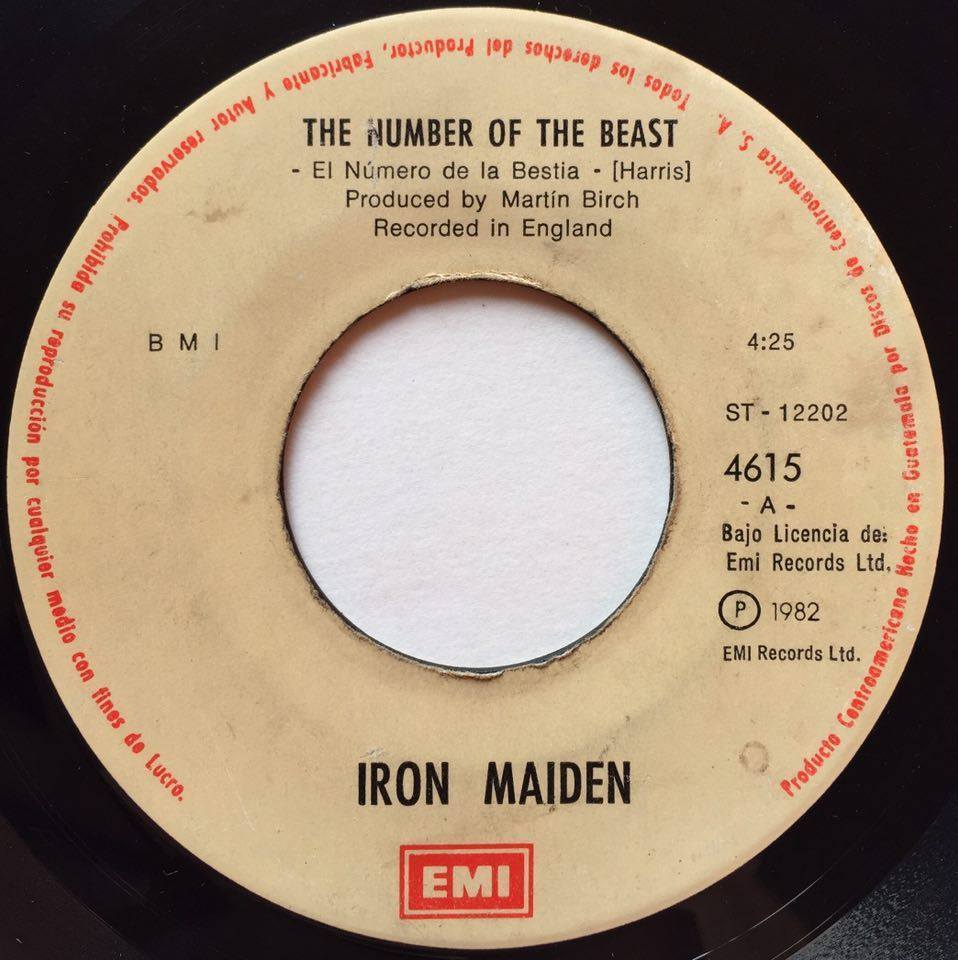 THE NUMBER OF THE BEAST
- El Número de la Bestia - [Harris]
Produced by Martín Birch
Recorded in England
B M I
4:25
ST - 12202
4615
- A -
Bajo Licencia de:
Emi Records Ltd.
P 1982
EMI Records Ltd.
IRON MAIDEN
EMI
Producto Centroamericano Hecho en Guatemala por Discos de Centroamérica S. A. Todos los derechos del Productor, Fabricante y Autor reservados. Prohibida su reproducción por cualquier medio con fines de Lucro.